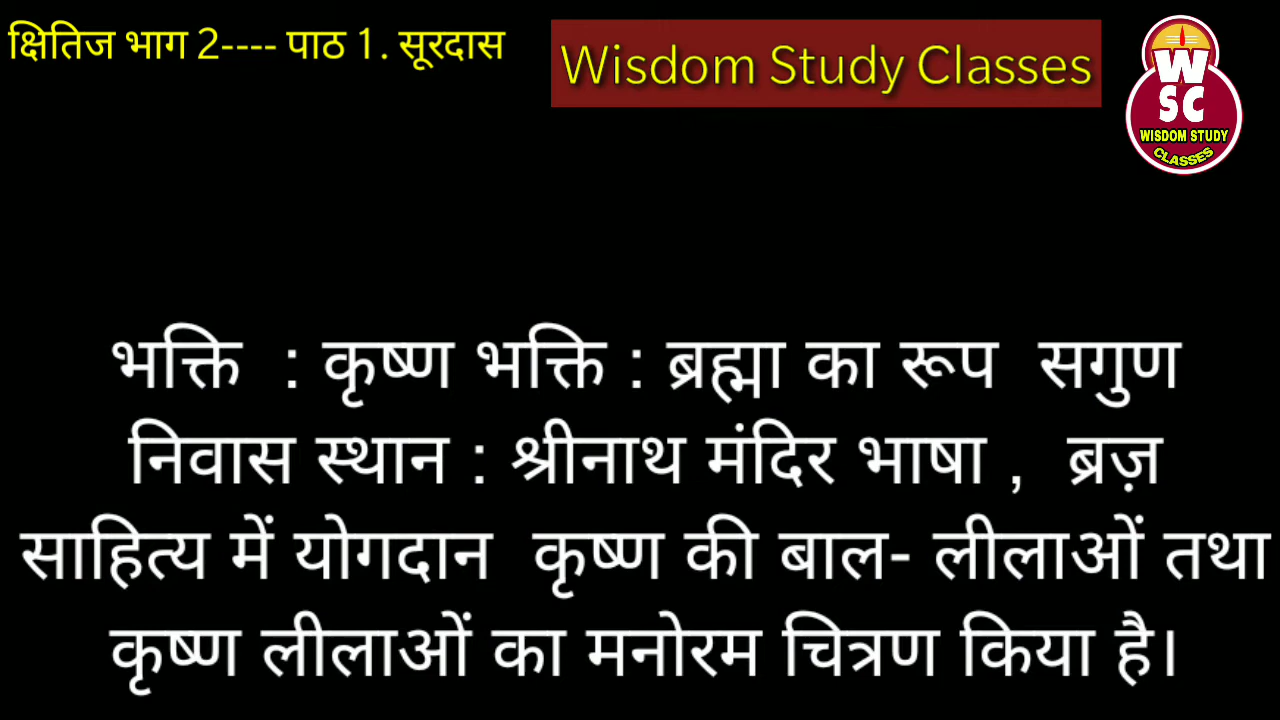 क्षितिज भाग 2---- पाठ 1. सूरदास
Wisdom Study Classes
W
SC
WISDOM STUDY
CLASSES
भक्ति : कृष्ण भक्ति : ब्रह्मा का रूप सगुण
निवास स्थान : श्रीनाथ मंदिर भाषा , ब्रज़
साहित्य में योगदान कृष्ण की बाल- लीलाओं तथा
कृष्ण लीलाओं का मनोरम चित्रण किया है।